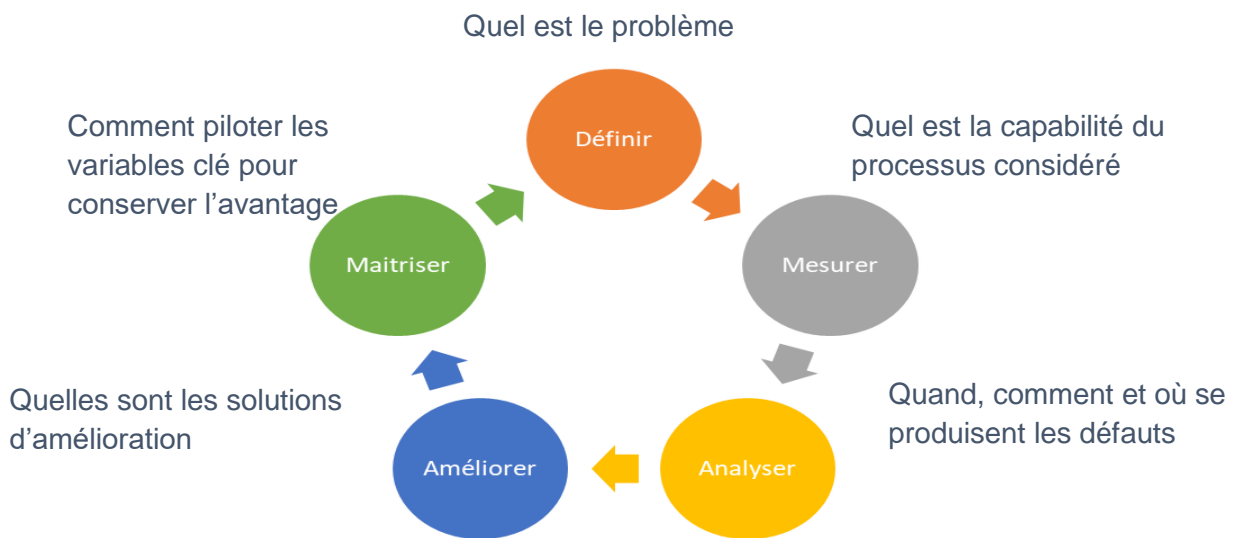 Quel est le problème
Définir
Comment piloter les
variables clé pour
conserver l’avantage
Quel est la capabilité du
processus considéré
Maitriser
Mesurer
Quelles sont les solutions
d’amélioration
Quand, comment et où se
produisent les défauts
Améliorer
Analyser